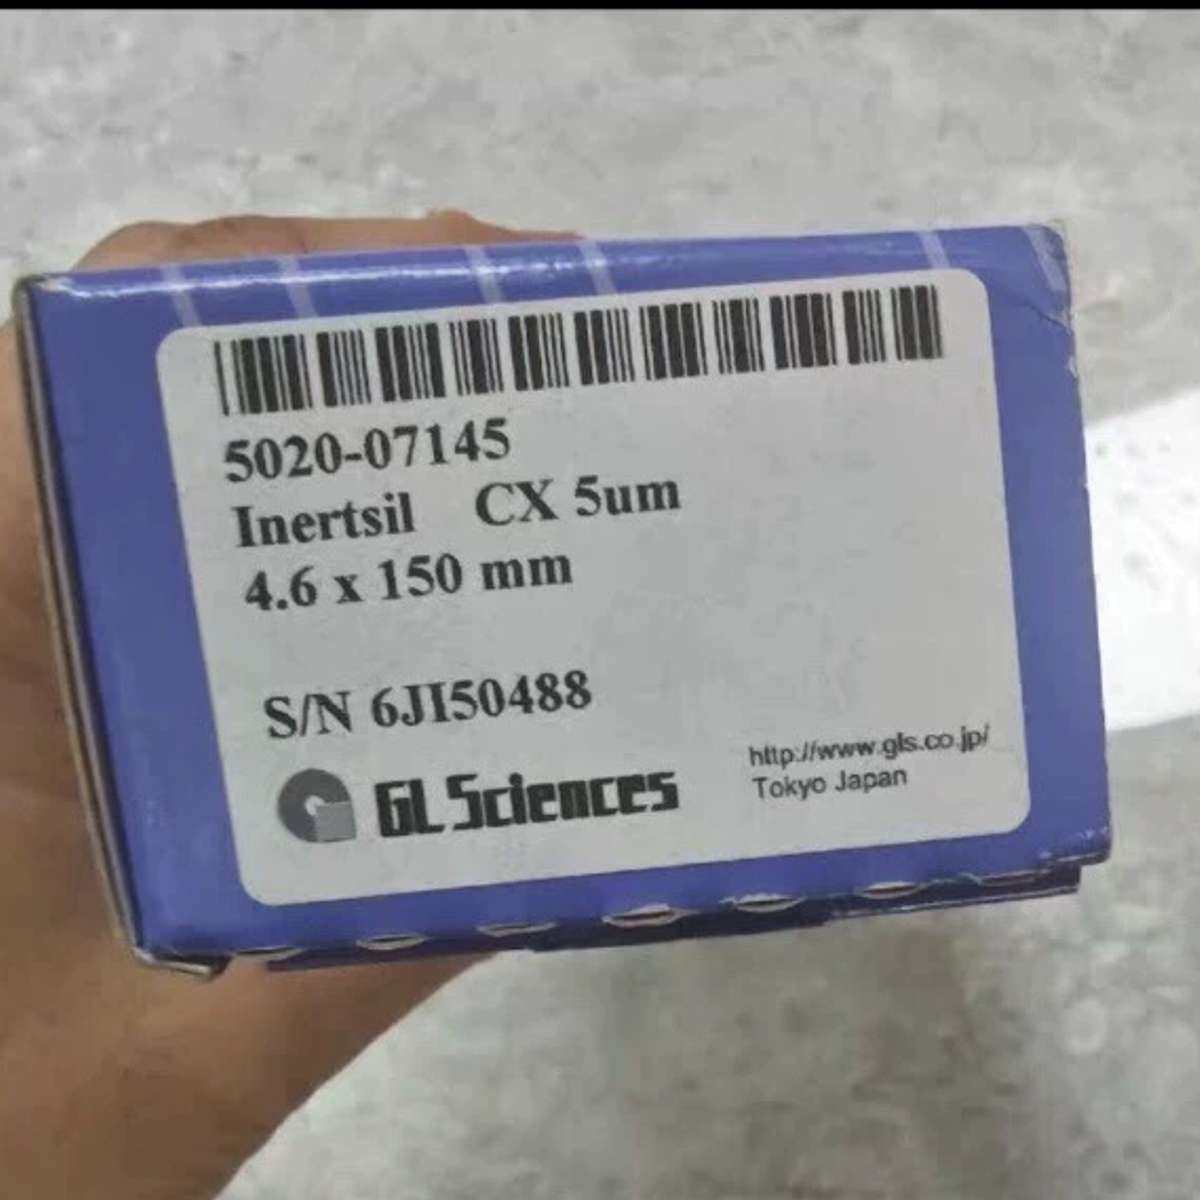 5020-07145
Inertsil CX 5um
4.6 x 150 mm
S/N 6JI50488
GL Sciences
http://www.gls.co.jp/
Tokyo Japan